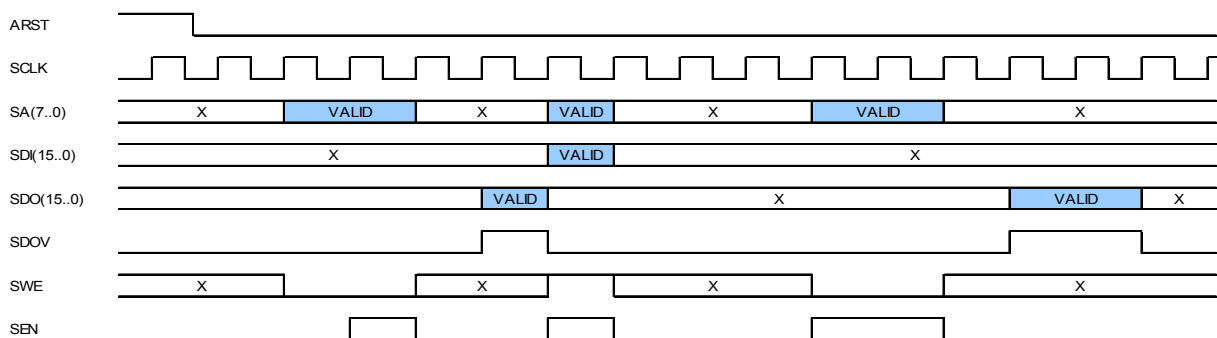 ARST
SCLK
SA(7..0) X VALID X VALID X VALID X
SDI(15..0) X VALID X
SDO(15..0) VALID X VALID X
SDOV
SWE X X X X
SEN